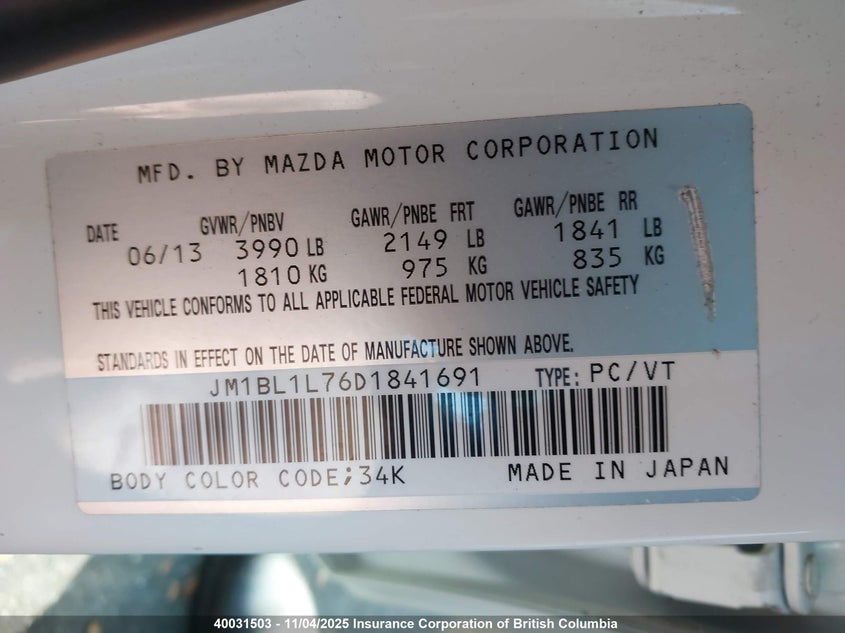 MFD. BY MAZDA MOTOR CORPORATION
DATE GVWR/PNBV GAWR/PNBE FRT GAWR/PNBE RR
06/13 3990 LB 2149 LB 1841 LB
1810 KG 975 KG 835 KG
THIS VEHICLE CONFORMS TO ALL APPLICABLE FEDERAL MOTOR VEHICLE SAFETY
STANDARDS IN EFFECT ON THE DATE OF MANUFACTURE SHOWN ABOVE.
JM1BL1L76D1841691 TYPE: PC/VT
BODY COLOR CODE;34K MADE IN JAPAN
40031503 - 11/04/2025 Insurance Corporation of British Columbia